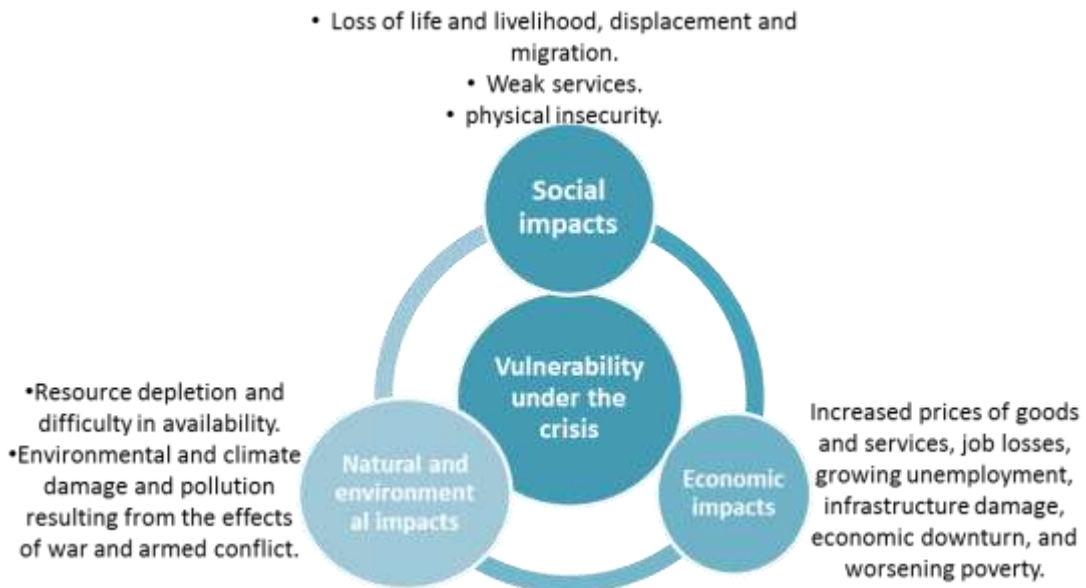 • Loss of life and livelihood, displacement and
migration.
• Weak services.
• physical insecurity.
Social
impacts
Vulnerability
under the
crisis
•Resource depletion and
difficulty in availability.
•Environmental and climate
damage and pollution
resulting from the effects
of war and armed conflict.
Natural and
environment
al impacts
Economic
impacts
Increased prices of goods
and services, job losses,
growing unemployment,
infrastructure damage,
economic downturn, and
worsening poverty.